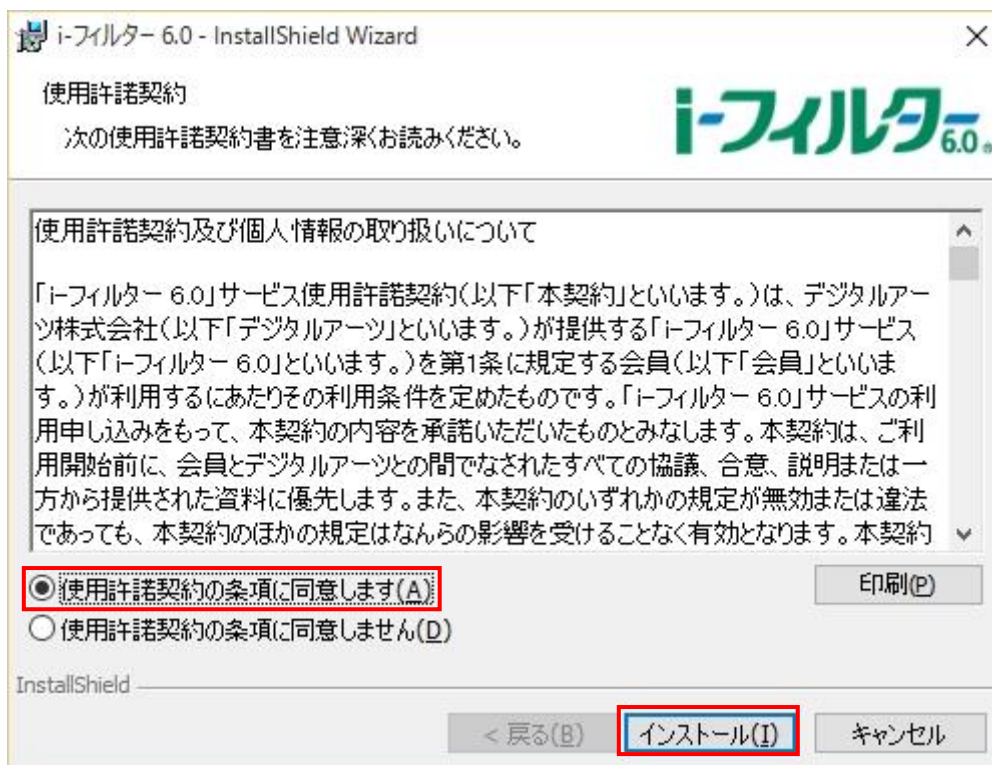 i-フィルター 6.0 - InstallShield Wizard
使用許諾契約
次の使用許諾契約書を注意深くお読みください。
i-フィルター 6.0®
使用許諾契約及び個人情報の取り扱いについて
「i-フィルター 6.0」サービス使用許諾契約(以下「本契約」といいます。)は、デジタルアー
ツ株式会社(以下「デジタルアーツ」といいます。)が提供する「i-フィルター 6.0」サービス
(以下「i-フィルター 6.0」といいます。)を第1条に規定する会員(以下「会員」といいま
す。)が利用するにあたりその利用条件を定めたものです。「i-フィルター 6.0」サービスの利
用申し込みをもって、本契約の内容を承諾いただいたものとみなします。本契約は、ご利
用開始前に、会員とデジタルアーツとの間でなされたすべての協議、合意、説明または一
方から提供された資料に優先します。また、本契約のいずれかの規定が無効または違法
であっても、本契約のほかの規定はなんらの影響を受けることなく有効となります。本契約
使用許諾契約の条項に同意します(A)
印刷(P)
使用許諾契約の条項に同意しません(D)
InstallShield
< 戻る(B)
インストール(I)
キャンセル